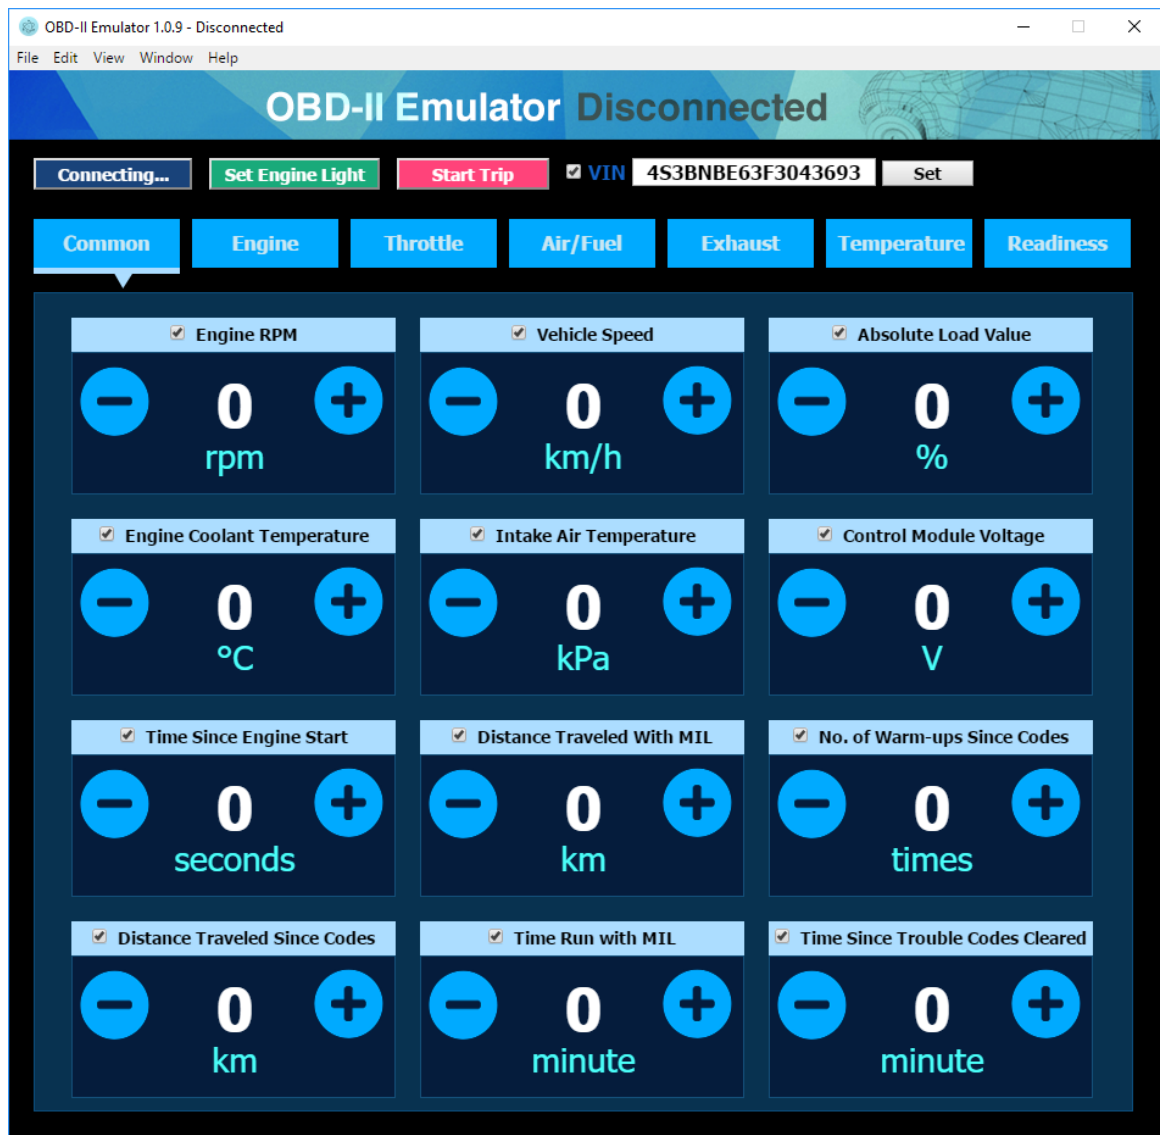 OBD-II Emulator 1.0.9 - Disconnected
File Edit View Window Help
OBD-II Emulator Disconnected
Connecting... Set Engine Light Start Trip VIN 4S3BNBE63F3043693 Set
Common Engine Throttle Air/Fuel Exhaust Temperature Readiness
Engine RPM Vehicle Speed Absolute Load Value
0 0 0
rpm km/h %
Engine Coolant Temperature Intake Air Temperature Control Module Voltage
0 0 0
°C kPa V
Time Since Engine Start Distance Traveled With MIL No. of Warm-ups Since Codes
0 0 0
seconds km times
Distance Traveled Since Codes Time Run with MIL Time Since Trouble Codes Cleared
0 0 0
km minute minute